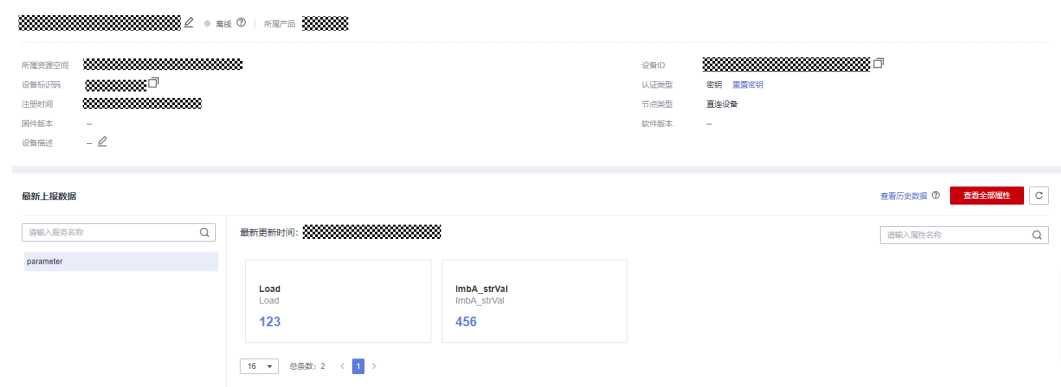 离线 所属产品
所属资源空间 设备ID
设备标识码 认证类型 密钥 重置密钥
注册时间 节点类型 直连设备
固件版本 -- 软件版本 --
设备描述 --
最新上报数据 查看历史数据 查看全部属性
请输入服务名称 最新更新时间: 请输入属性名称
parameter
Load ImbA_strVal
Load ImbA_strVal
123 456
16 总条数: 2 < 1 >